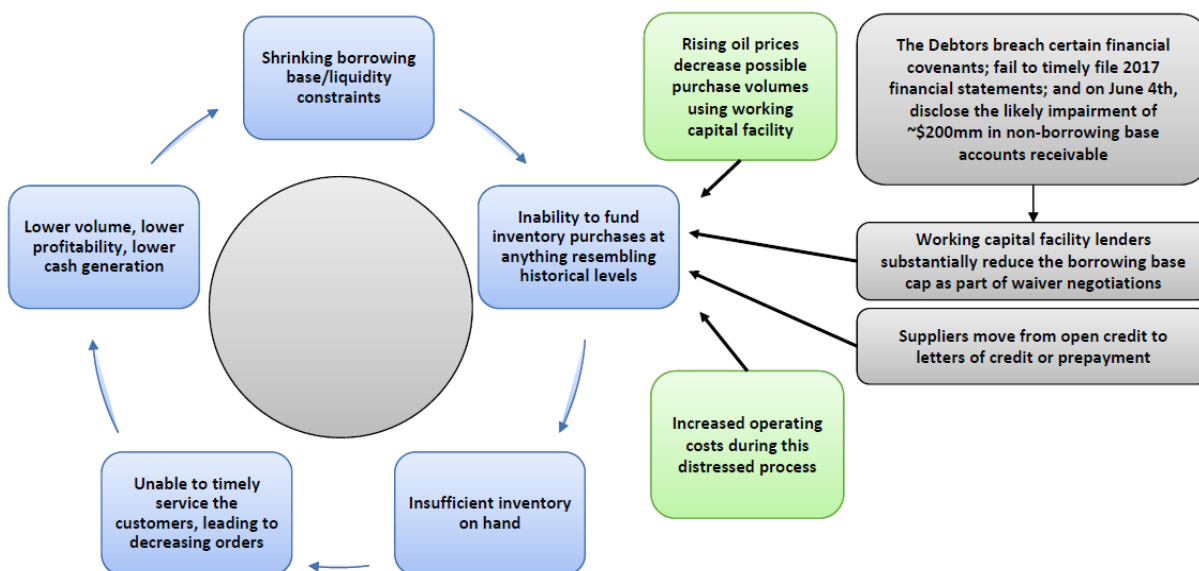 Shrinking borrowing
base/liquidity
constraints
Rising oil prices
decrease possible
purchase volumes
using working
capital facility
The Debtors breach certain financial
covenants; fail to timely file 2017
financial statements; and on June 4th,
disclose the likely impairment of
~$200mm in non-borrowing base
accounts receivable
Lower volume, lower
profitability, lower
cash generation
Inability to fund
inventory purchases at
anything resembling
historical levels
Working capital facility lenders
substantially reduce the borrowing base
cap as part of waiver negotiations
Suppliers move from open credit to
letters of credit or prepayment
Increased operating
costs during this
distressed process
Unable to timely
service the
customers, leading to
decreasing orders
Insufficient inventory
on hand